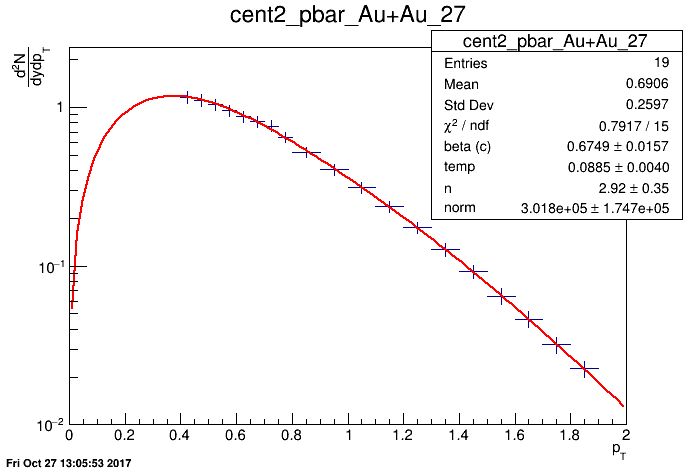 cent2_pbar_Au+Au_27
d²N
dydp_T
cent2_pbar_Au+Au_27
Entries 19
Mean 0.6906
Std Dev 0.2597
χ² / ndf 0.7917 / 15
beta (c) 0.6749 ± 0.0157
temp 0.0885 ± 0.0040
n 2.92 ± 0.35
norm 3.018e+05 ± 1.747e+05
1
10⁻¹
10⁻²
0 0.2 0.4 0.6 0.8 1 1.2 1.4 1.6 1.8 2
p_T
Fri Oct 27 13:05:53 2017